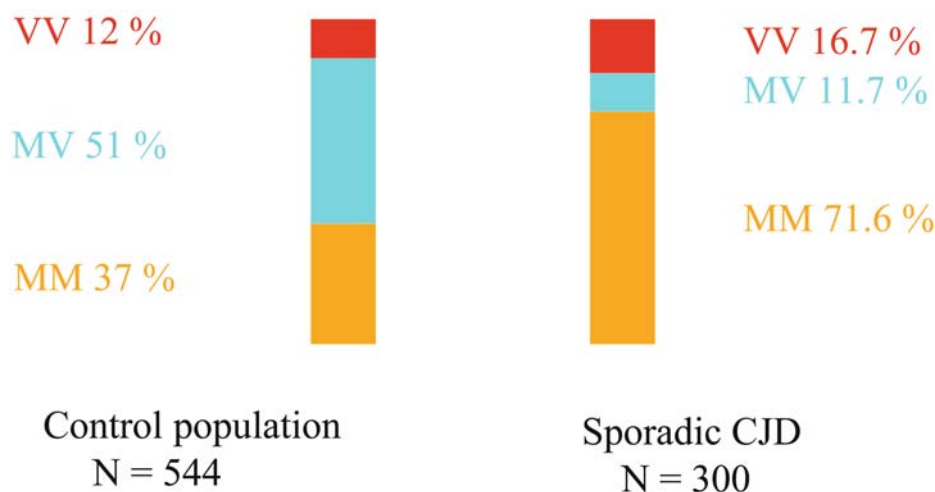 VV 12 %
MV 51 %
MM 37 %
Control population
N = 544
VV 16.7 %
MV 11.7 %
MM 71.6 %
Sporadic CJD
N = 300